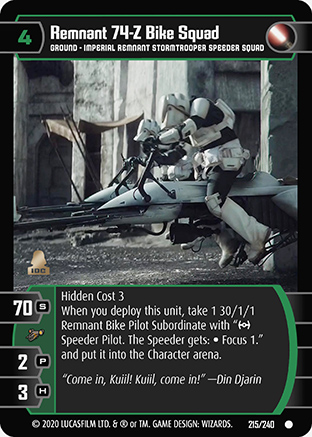 4
Remnant 74-Z Bike Squad
GROUND • IMPERIAL REMNANT STORMTROOPER SPEEDER SQUAD
IDC
70 S
2 P
3 H
Hidden Cost 3
When you deploy this unit, take 1 30/1/1
Remnant Bike Pilot Subordinate with “
Speeder Pilot. The Speeder gets: • Focus 1.”
and put it into the Character arena.
“Come in, Kuiil! Kuiil, come in!” —Din Djarin
© 2020 LUCASFILM LTD. & ® OR TM. GAME DESIGN: WIZARDS. 215/240